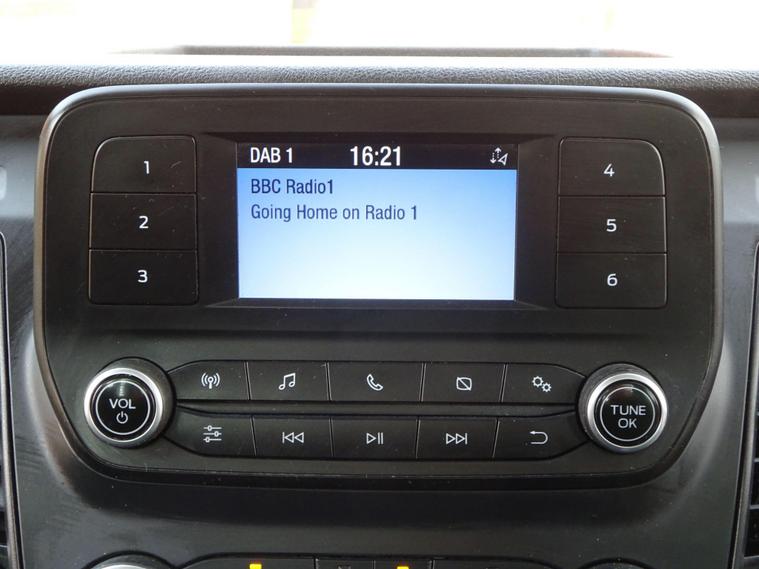 DAB 1 16:21
BBC Radio1
Going Home on Radio 1
1
2
3
4
5
6
VOL
TUNE
OK